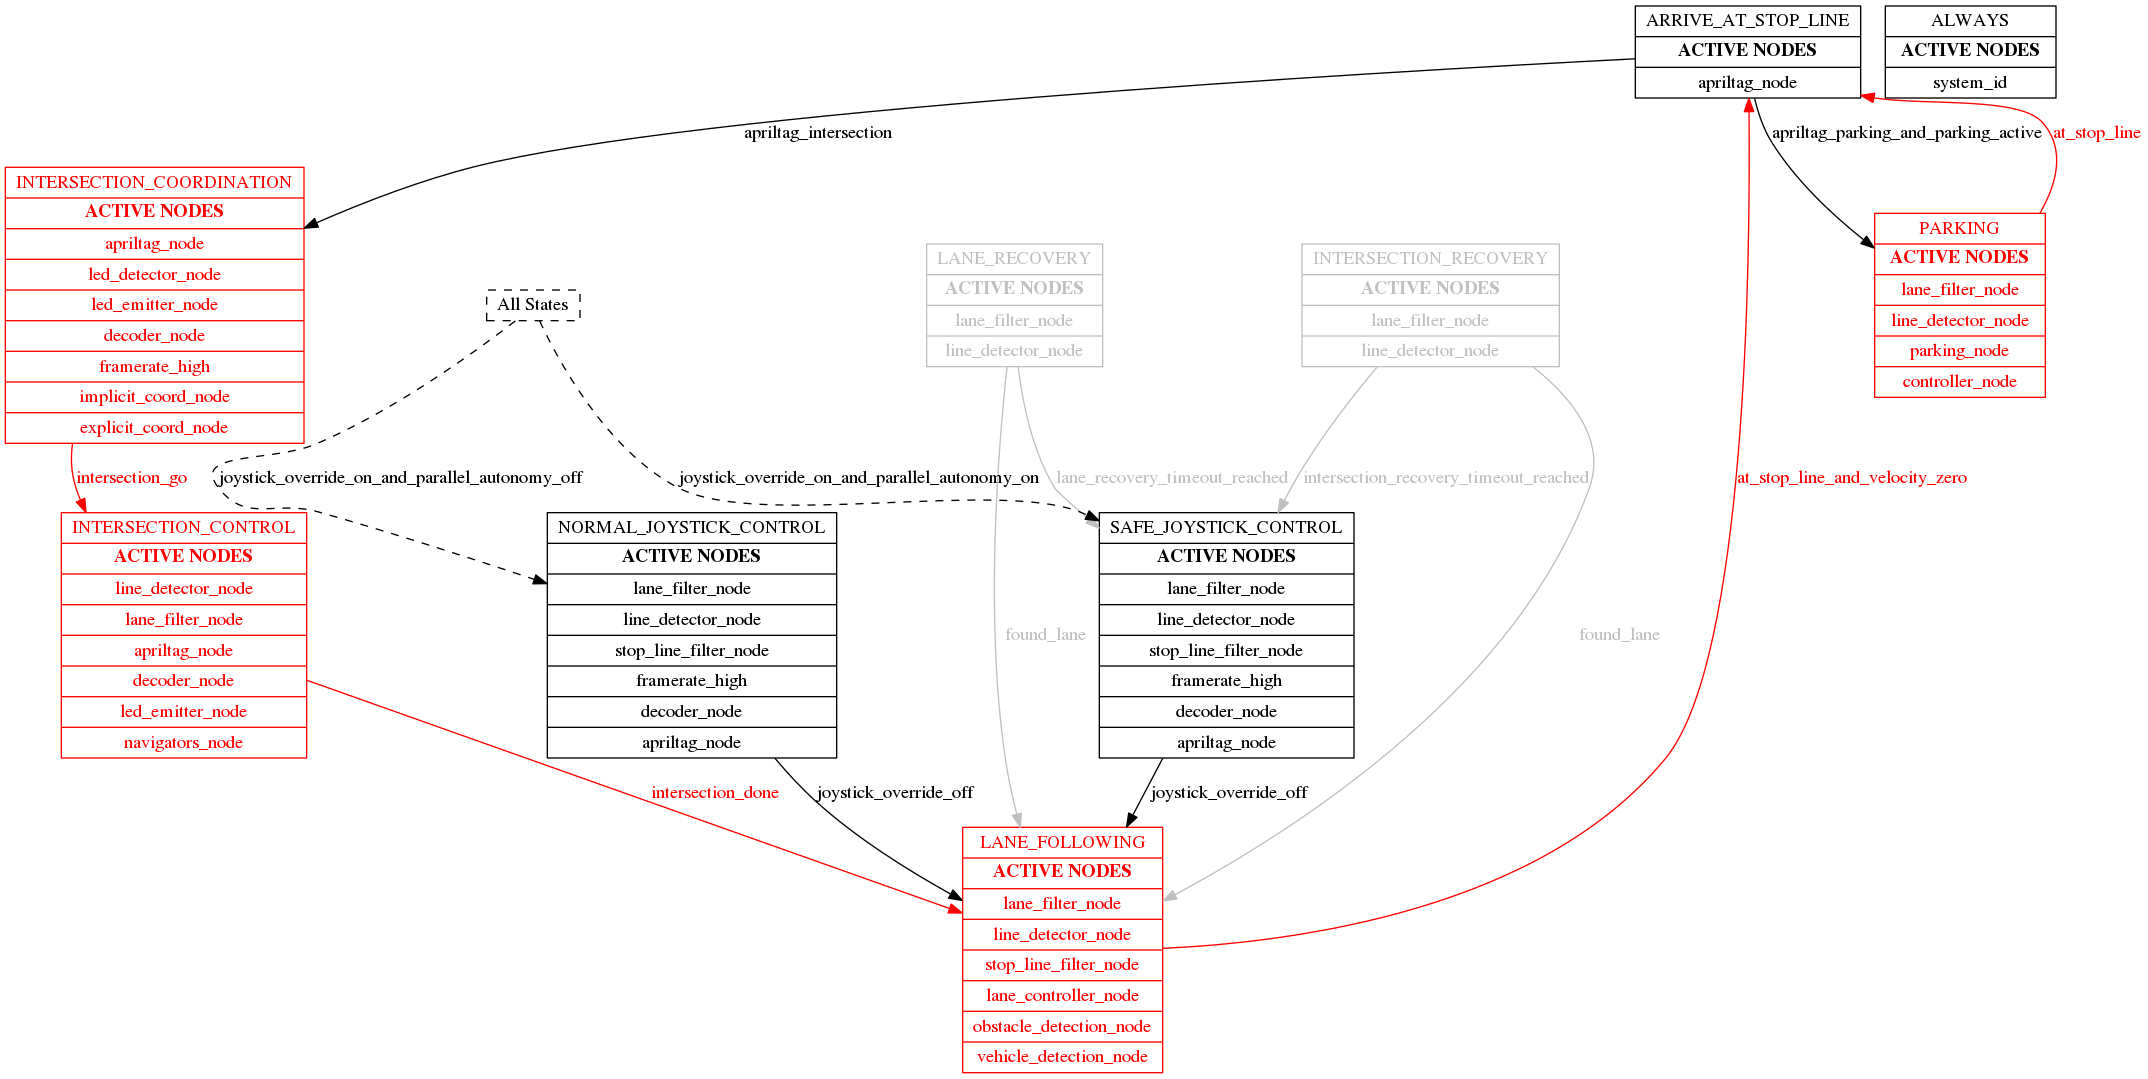 ARRIVE_AT_STOP_LINE
ACTIVE NODES
apriltag_node
ALWAYS
ACTIVE NODES
system_id
apriltag_intersection
apriltag_parking_and_parking_active
at_stop_line
INTERSECTION_COORDINATION
ACTIVE NODES
apriltag_node
led_detector_node
led_emitter_node
decoder_node
framerate_high
implicit_coord_node
explicit_coord_node
All States
LANE_RECOVERY
ACTIVE NODES
lane_filter_node
line_detector_node
INTERSECTION_RECOVERY
ACTIVE NODES
lane_filter_node
line_detector_node
PARKING
ACTIVE NODES
lane_filter_node
line_detector_node
parking_node
controller_node
intersection_go
joystick_override_on_and_parallel_autonomy_off
joystick_override_on_and_parallel_autonomy_on
lane_recovery_timeout_reached
intersection_recovery_timeout_reached
at_stop_line_and_velocity_zero
INTERSECTION_CONTROL
ACTIVE NODES
line_detector_node
lane_filter_node
apriltag_node
decoder_node
led_emitter_node
navigators_node
NORMAL_JOYSTICK_CONTROL
ACTIVE NODES
lane_filter_node
line_detector_node
stop_line_filter_node
framerate_high
decoder_node
apriltag_node
SAFE_JOYSTICK_CONTROL
ACTIVE NODES
lane_filter_node
line_detector_node
stop_line_filter_node
framerate_high
decoder_node
apriltag_node
found_lane
found_lane
intersection_done
joystick_override_off
joystick_override_off
LANE_FOLLOWING
ACTIVE NODES
lane_filter_node
line_detector_node
stop_line_filter_node
lane_controller_node
obstacle_detection_node
vehicle_detection_node